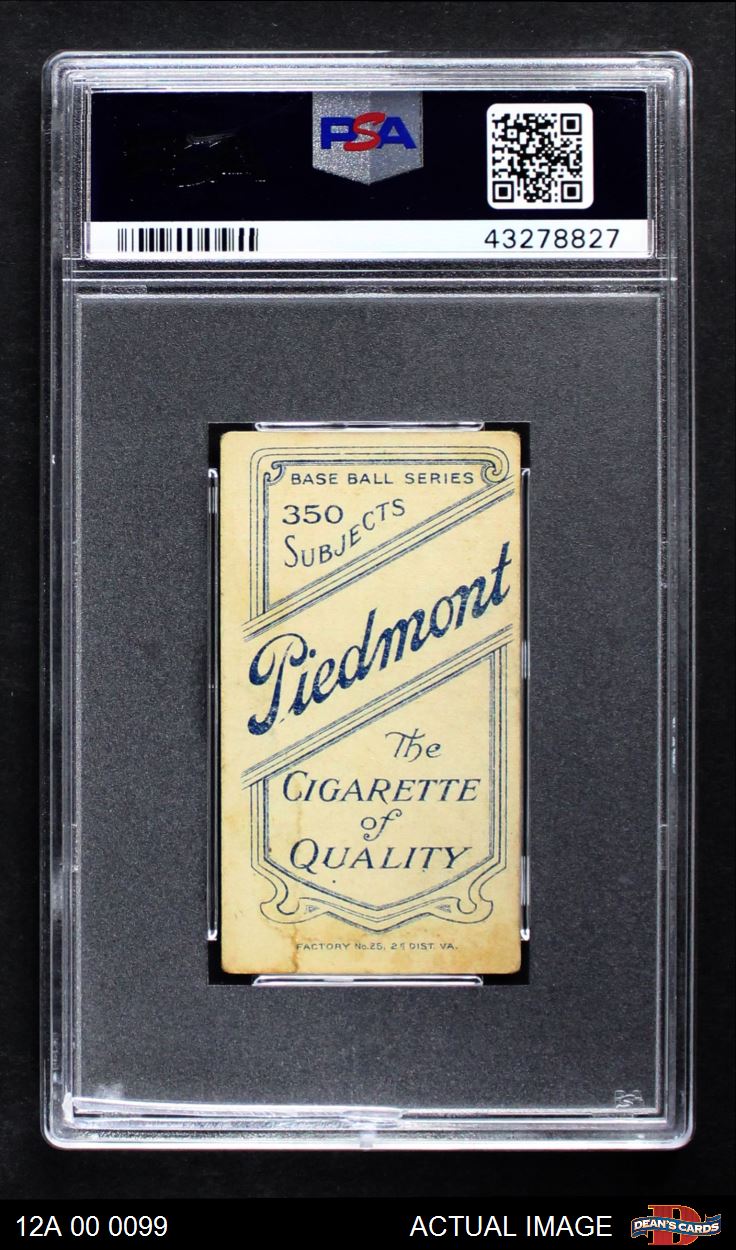 PSA
43278827
BASE BALL SERIES
350
SUBJECTS
Piedmont
The
CIGARETTE
of
QUALITY
FACTORY No.25, 2d DIST. VA.
12A 00 0099
ACTUAL IMAGE
DEAN'S CARDS